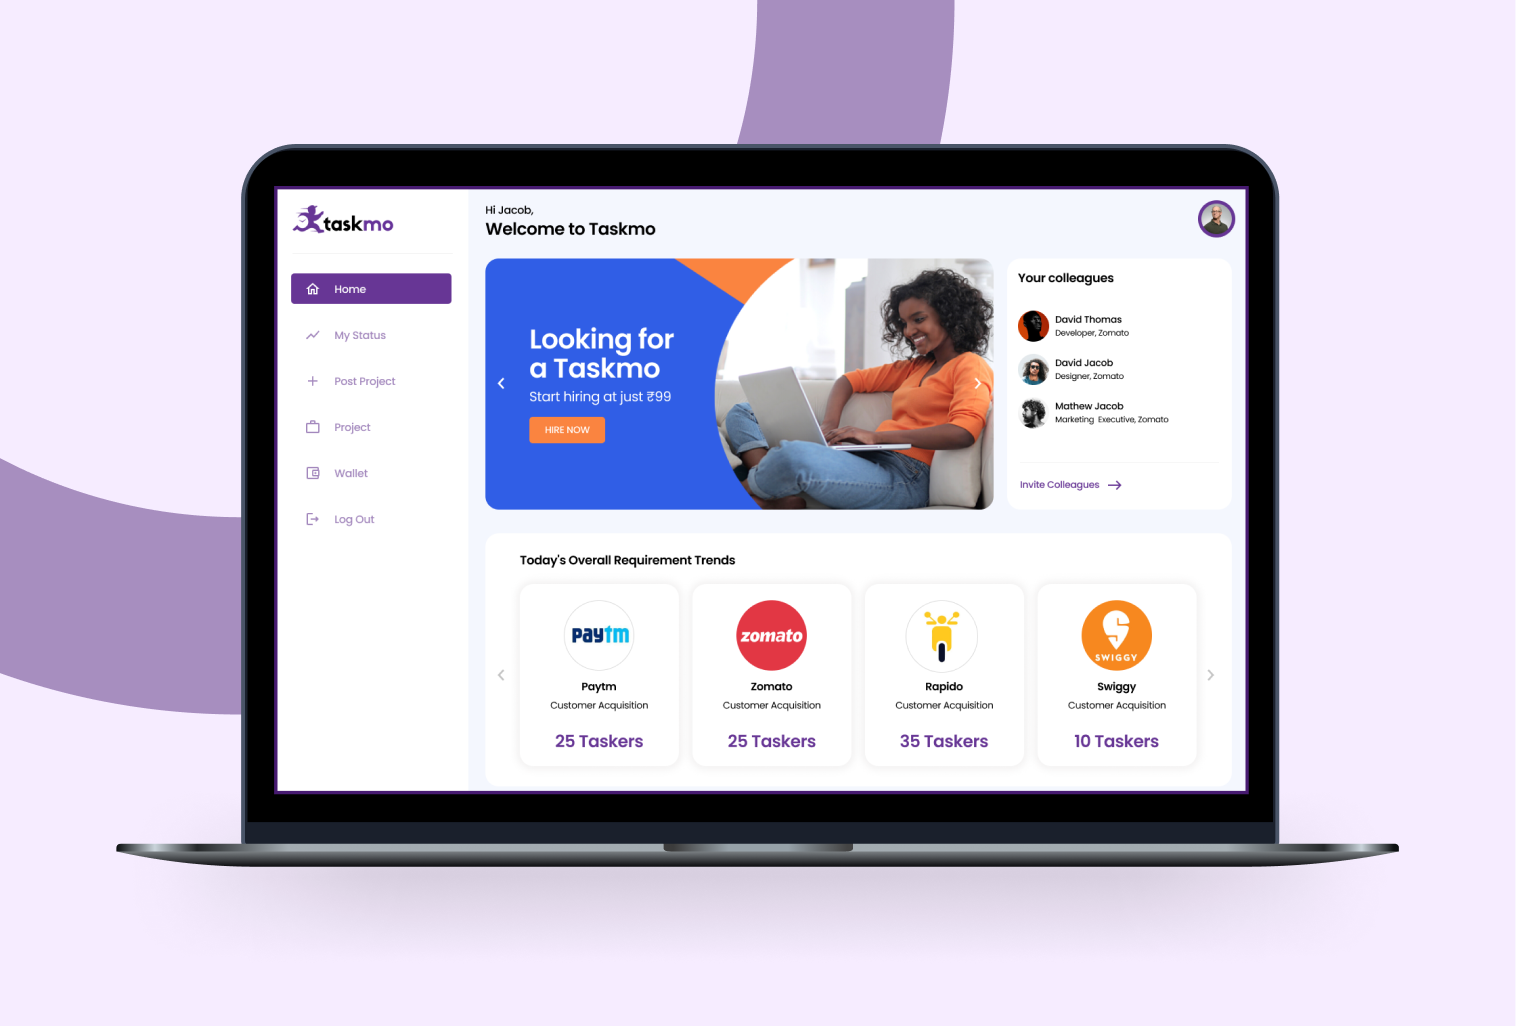 taskmo
Home
My Status
Post Project
Project
Wallet
Log Out
Hi Jacob,
Welcome to Taskmo
Looking for
a Taskmo
Start hiring at just ₹99
HIRE NOW
Your colleagues
David Thomas
Developer, Zomato
David Jacob
Designer, Zomato
Mathew Jacob
Marketing Executive, Zomato
Invite Colleagues
Today's Overall Requirement Trends
paytm
Paytm
Customer Acquisition
25 Taskers
zomato
Zomato
Customer Acquisition
25 Taskers
Rapido
Customer Acquisition
35 Taskers
SWIGGY
Swiggy
Customer Acquisition
10 Taskers